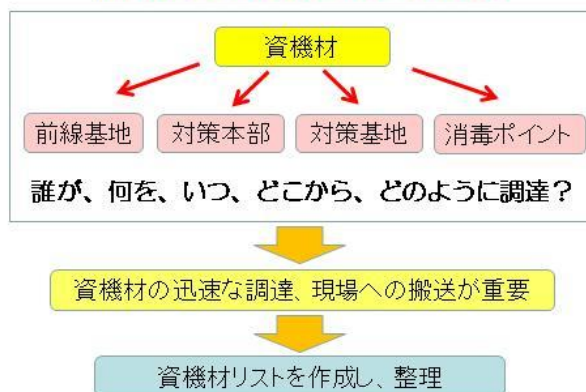 資機材
前線基地
対策本部
対策基地
消毒ポイント
誰が、何を、いつ、どこから、どのように調達？
資機材の迅速な調達、現場への搬送が重要
資機材リストを作成し、整理